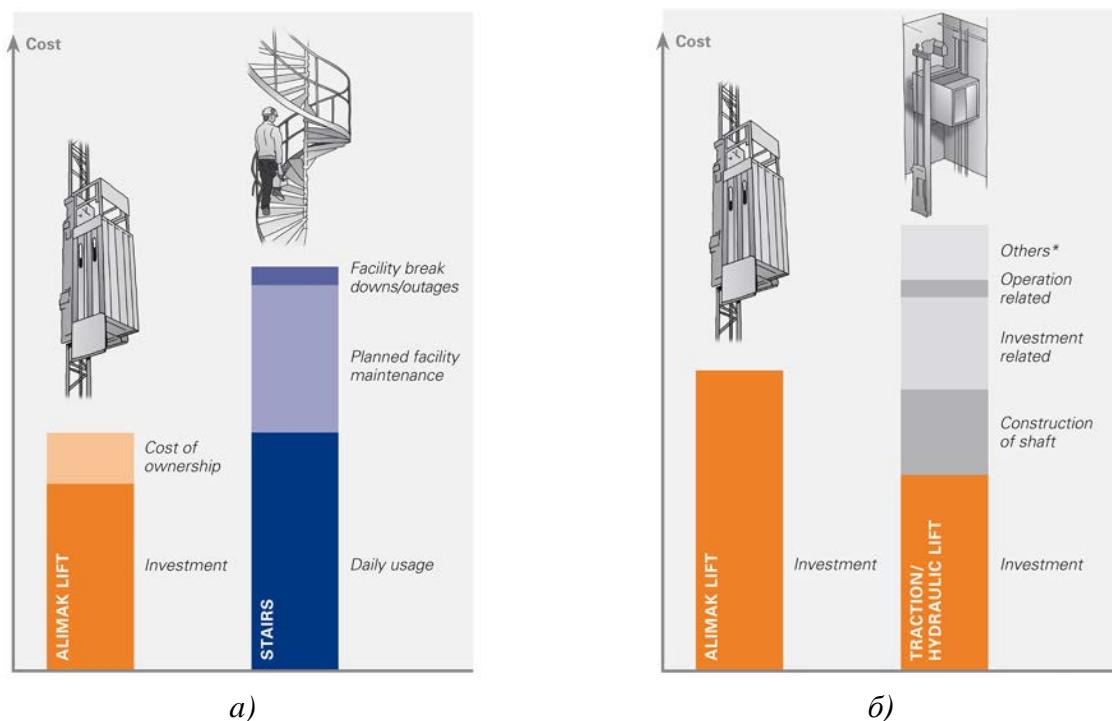 Cost
Facility break
downs/outages
Planned facility
maintenance
Cost of
ownership
Investment
Daily usage
ALIMAK LIFT
STAIRS
а)
Cost
Others*
Operation
related
Investment
related
Construction
of shaft
Investment
Investment
ALIMAK LIFT
TRACTION/
HYDRAULIC LIFT
б)